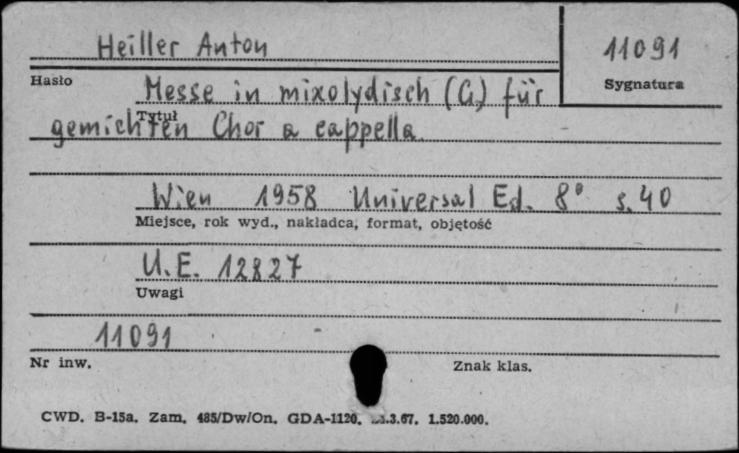 Heiller Anton
11091
Hasło
Sygnatura
Messe in mixolydisch (G) für
Tytuł
gemichten Chor a cappella
Wien 1958 Universal Ed. 8° s. 40
Miejsce, rok wyd., nakładca, format, objętość
U.E. 12827
Uwagi
11091
Nr inw.
Znak klas.
CWD. B-15a. Zam. 485/Dw/On. GDA-1120. .3.67. 1.520.000.